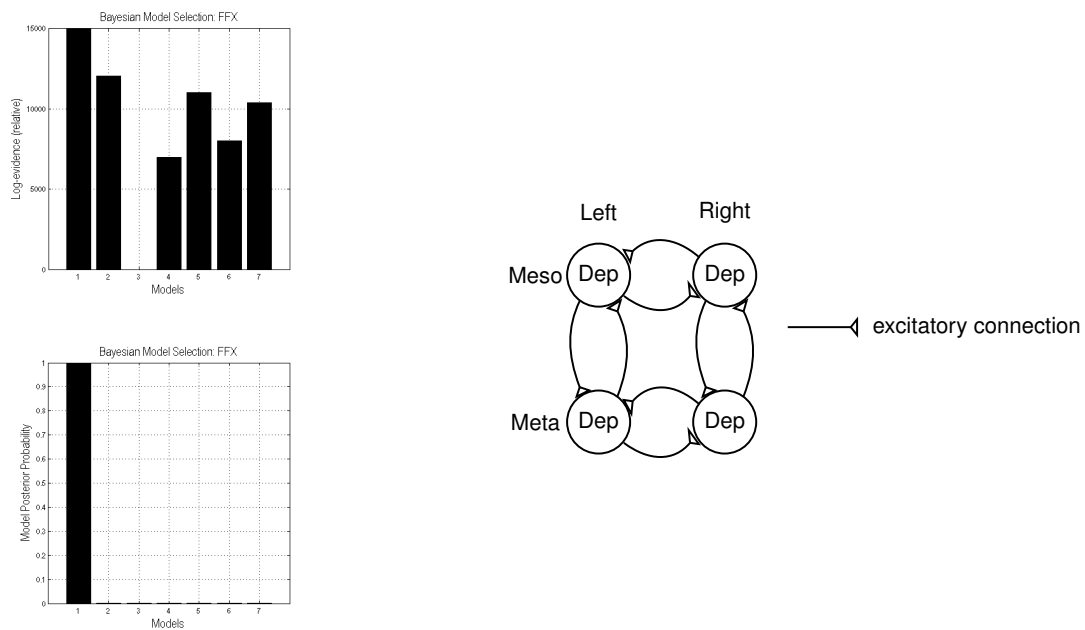 Bayesian Model Selection: FFX
15000
10000
5000
0
Log-evidence (relative)
1 2 3 4 5 6 7
Models
Bayesian Model Selection: FFX
1
0.9
0.8
0.7
0.6
0.5
0.4
0.3
0.2
0.1
0
Model Posterior Probability
1 2 3 4 5 6 7
Models
Left Right
Meso Dep Dep
excitatory connection
Meta Dep Dep